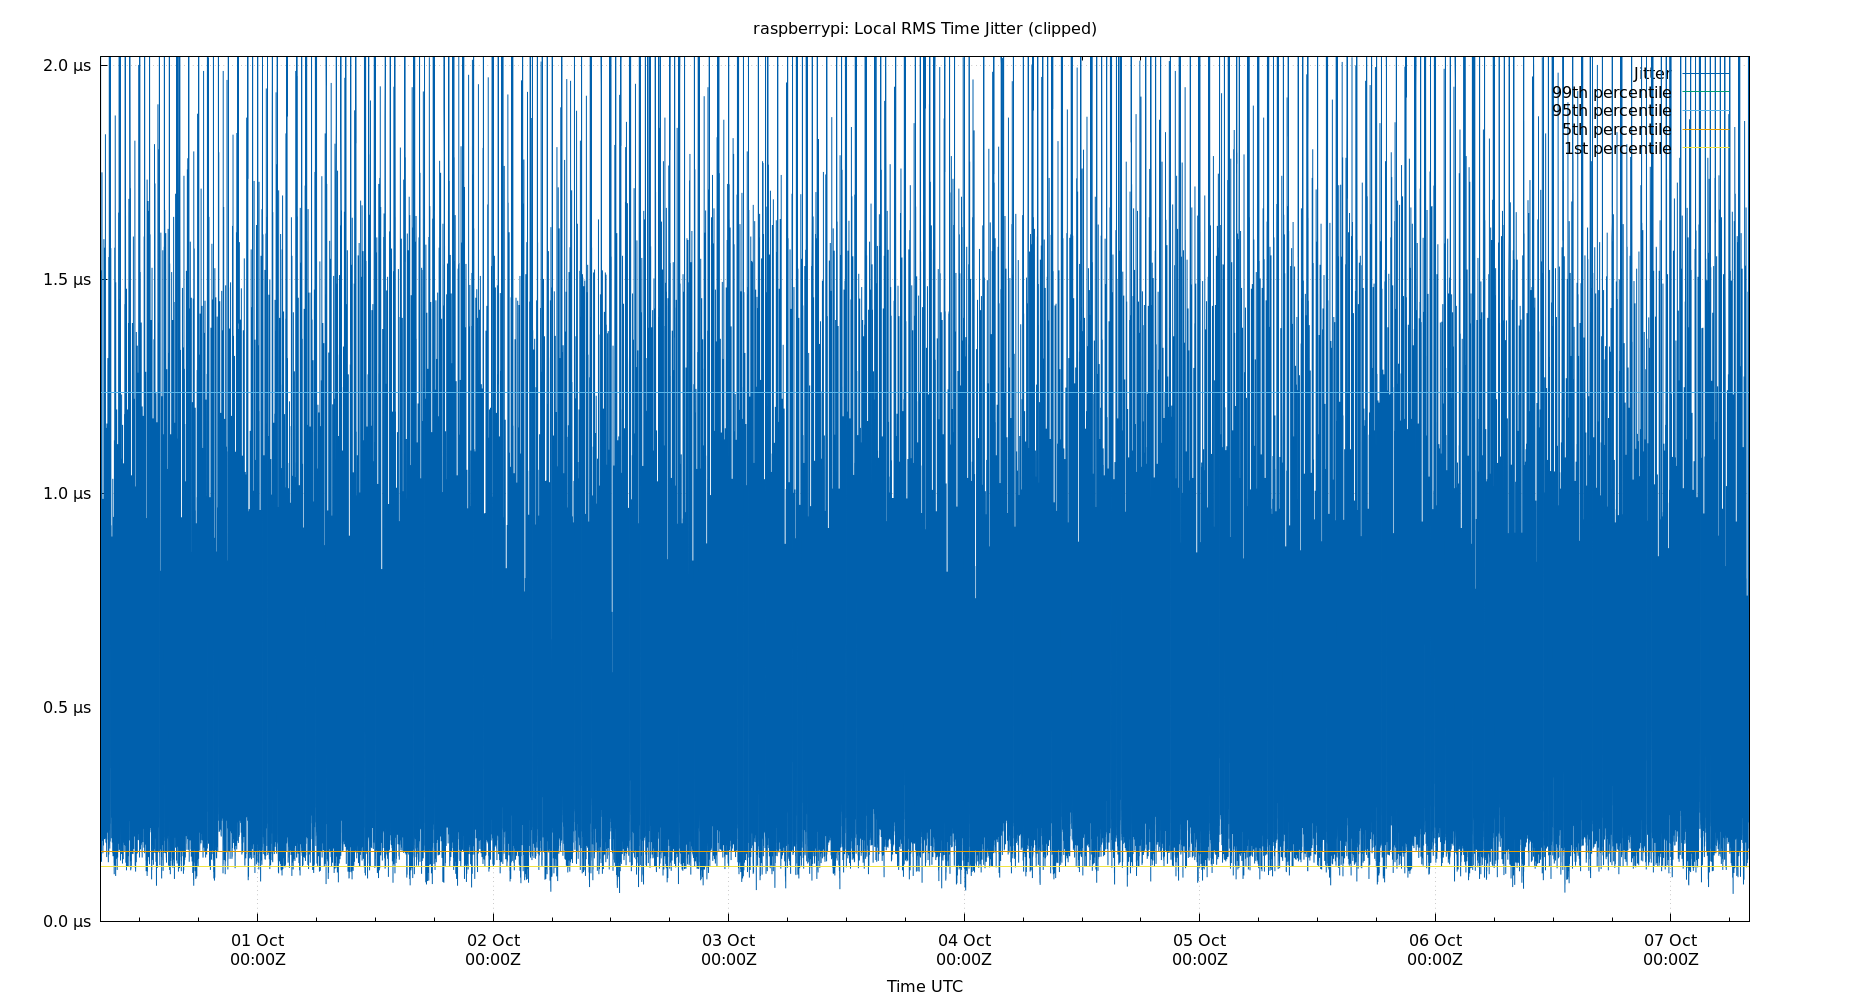 raspberrypi: Local RMS Time Jitter (clipped)
2.0 μs
1.5 μs
1.0 μs
0.5 μs
0.0 μs
Jitter
99th percentile
95th percentile
5th percentile
1st percentile
01 Oct
00:00Z
02 Oct
00:00Z
03 Oct
00:00Z
04 Oct
00:00Z
05 Oct
00:00Z
06 Oct
00:00Z
07 Oct
00:00Z
Time UTC